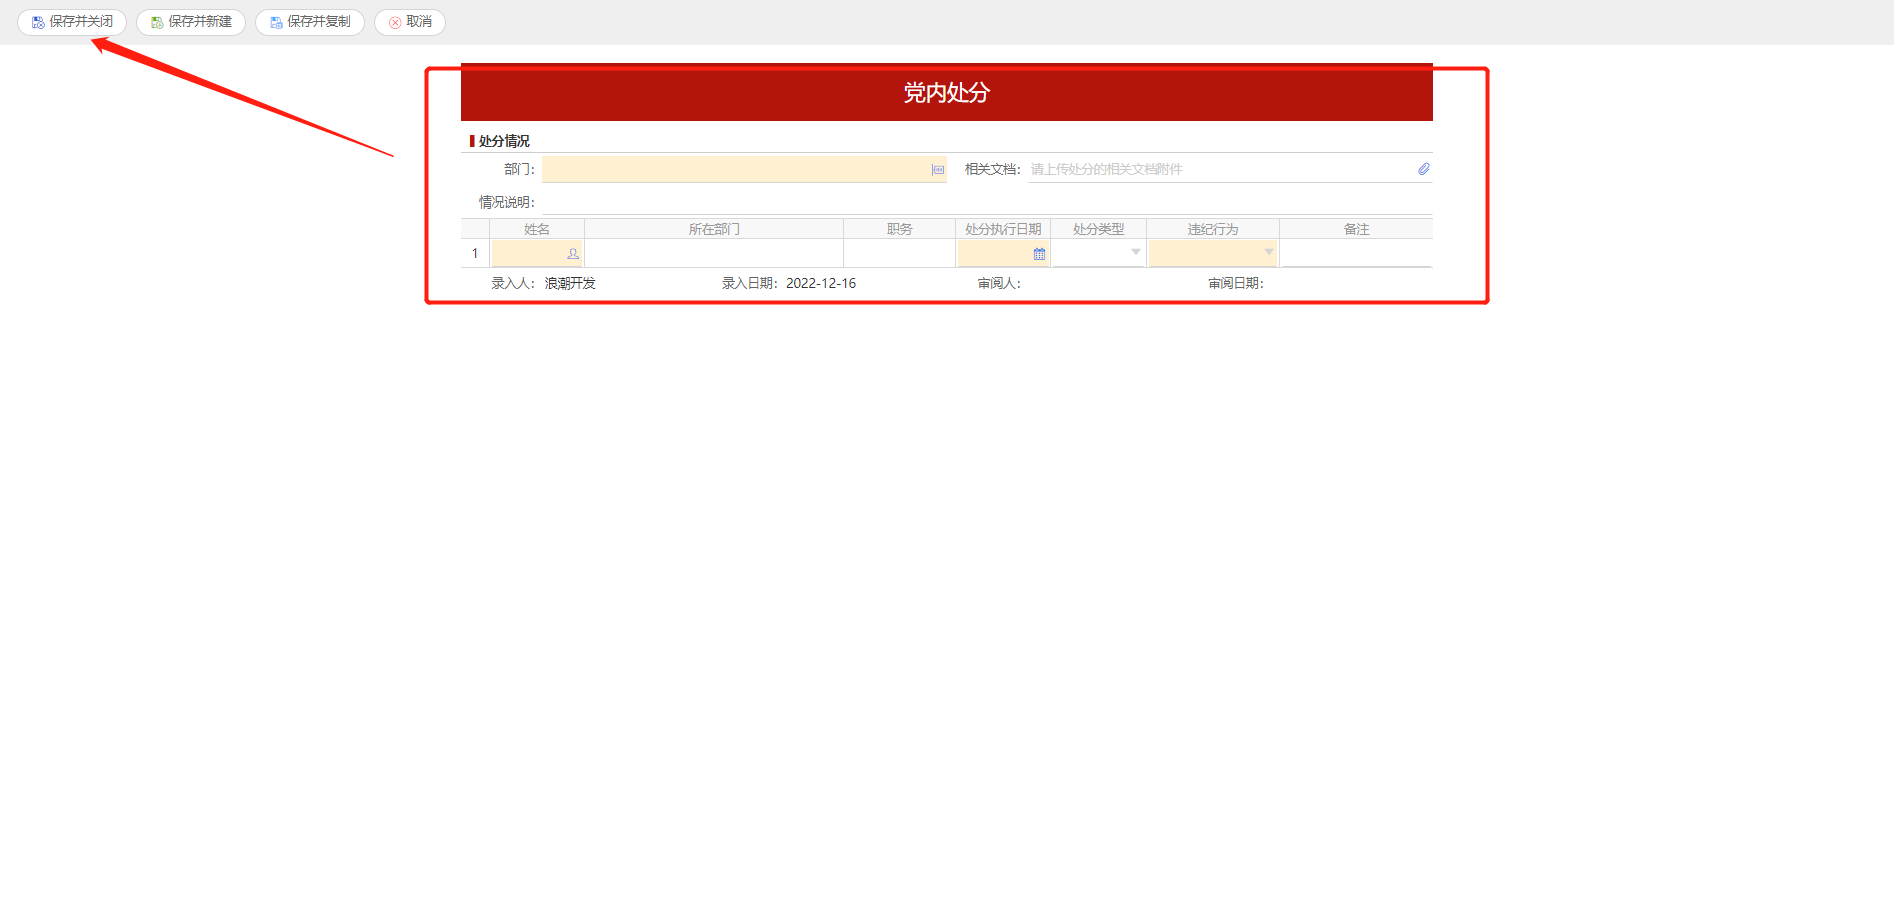 保存并关闭 保存并新建 保存并复制 取消
党内处分
处分情况
部门： 相关文档： 请上传处分的相关文档附件
情况说明：
姓名 所在部门 职务 处分执行日期 处分类型 违纪行为 备注
1
录入人： 浪潮开发 录入日期： 2022-12-16 审阅人： 审阅日期：